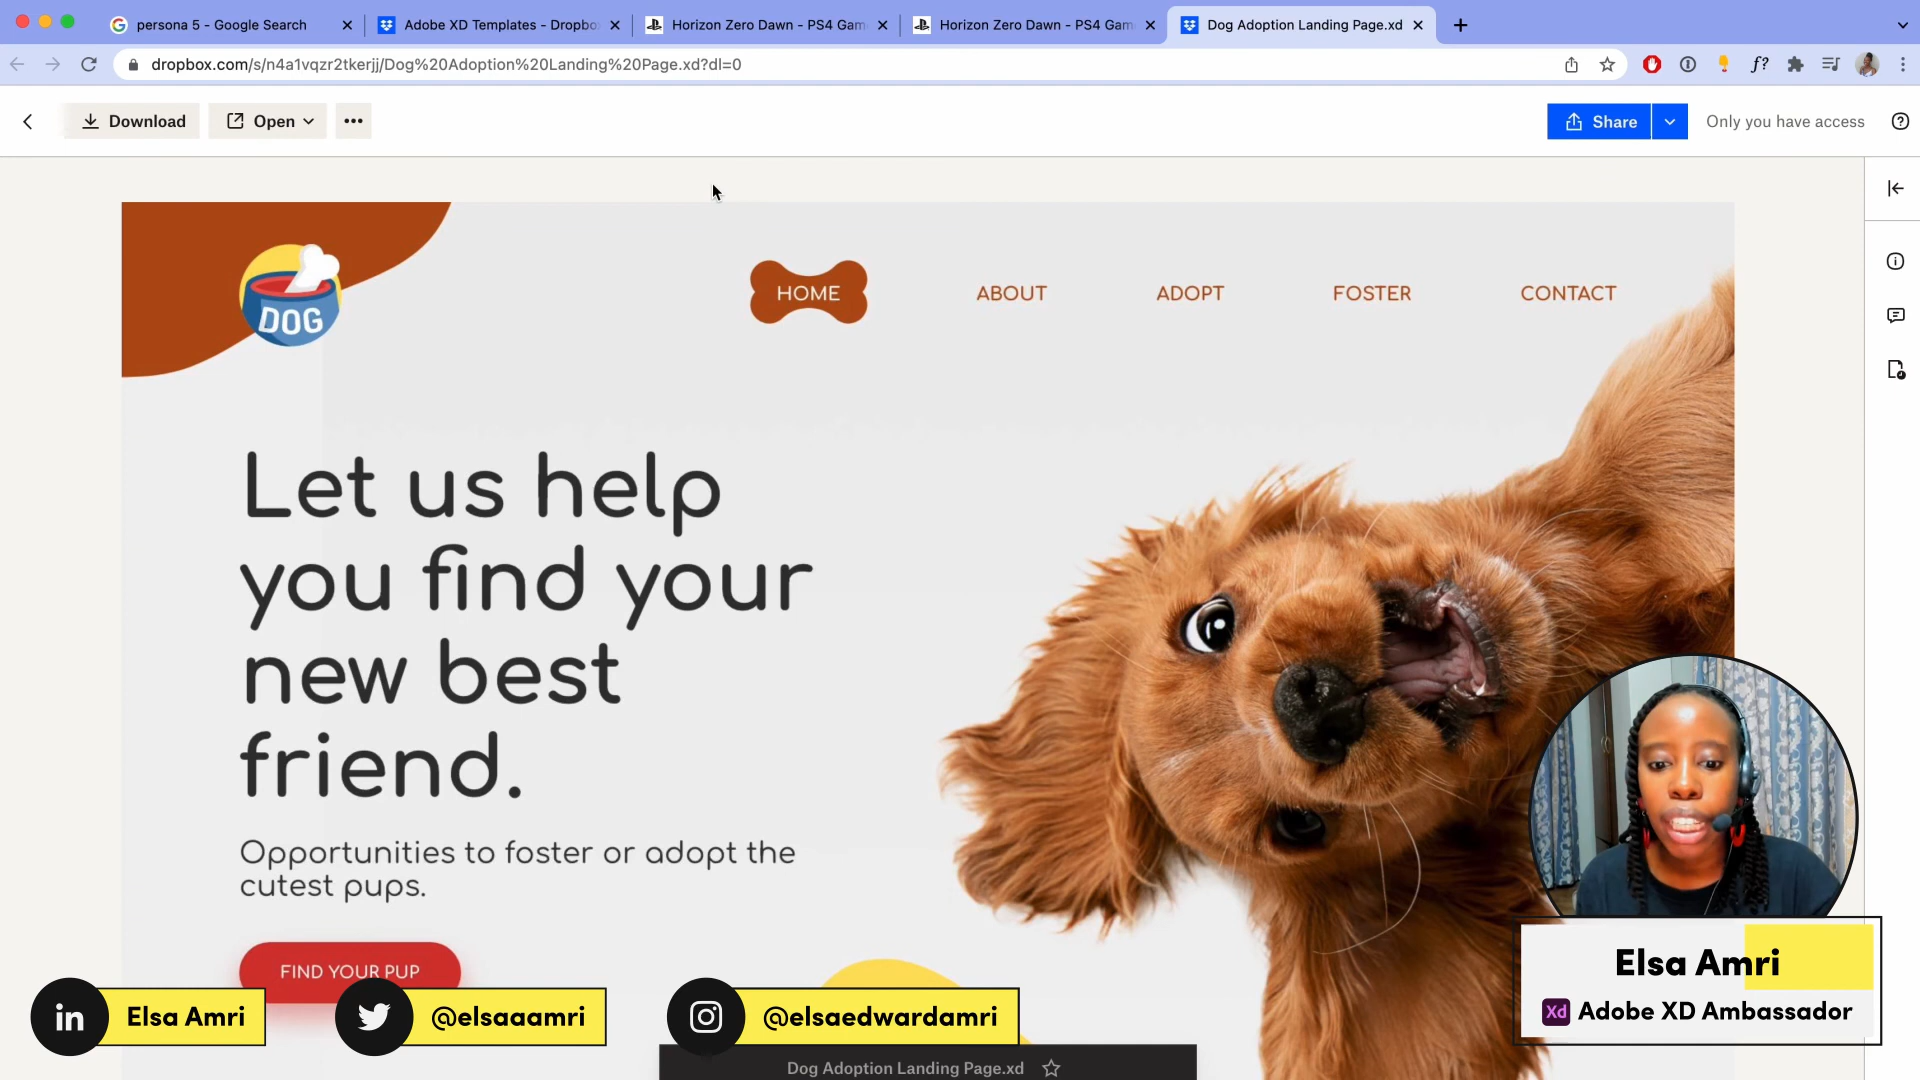 persona 5 - Google Search
Adobe XD Templates - Dropbo
Horizon Zero Dawn - PS4 Gam
Horizon Zero Dawn - PS4 Gam
Dog Adoption Landing Page.xd
dropbox.com/s/n4a1vqzr2tkerjj/Dog%20Adoption%20Landing%20Page.xd?dl=0
f?
Download
Open
Share
Only you have access
DOG
HOME
ABOUT
ADOPT
FOSTER
CONTACT
Let us help
you find your
new best
friend.
Opportunities to foster or adopt the
cutest pups.
FIND YOUR PUP
in
Elsa Amri
@elsaaamri
@elsaedwardamri
Elsa Amri
Xd
Adobe XD Ambassador
Dog Adoption Landing Page.xd